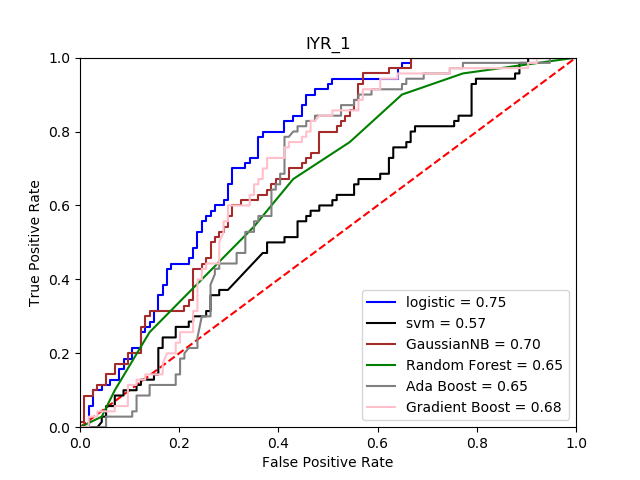 IYR_1
1.0
0.8
0.6
0.4
0.2
0.0
True Positive Rate
logistic = 0.75
svm = 0.57
GaussianNB = 0.70
Random Forest = 0.65
Ada Boost = 0.65
Gradient Boost = 0.68
0.0 0.2 0.4 0.6 0.8 1.0
False Positive Rate